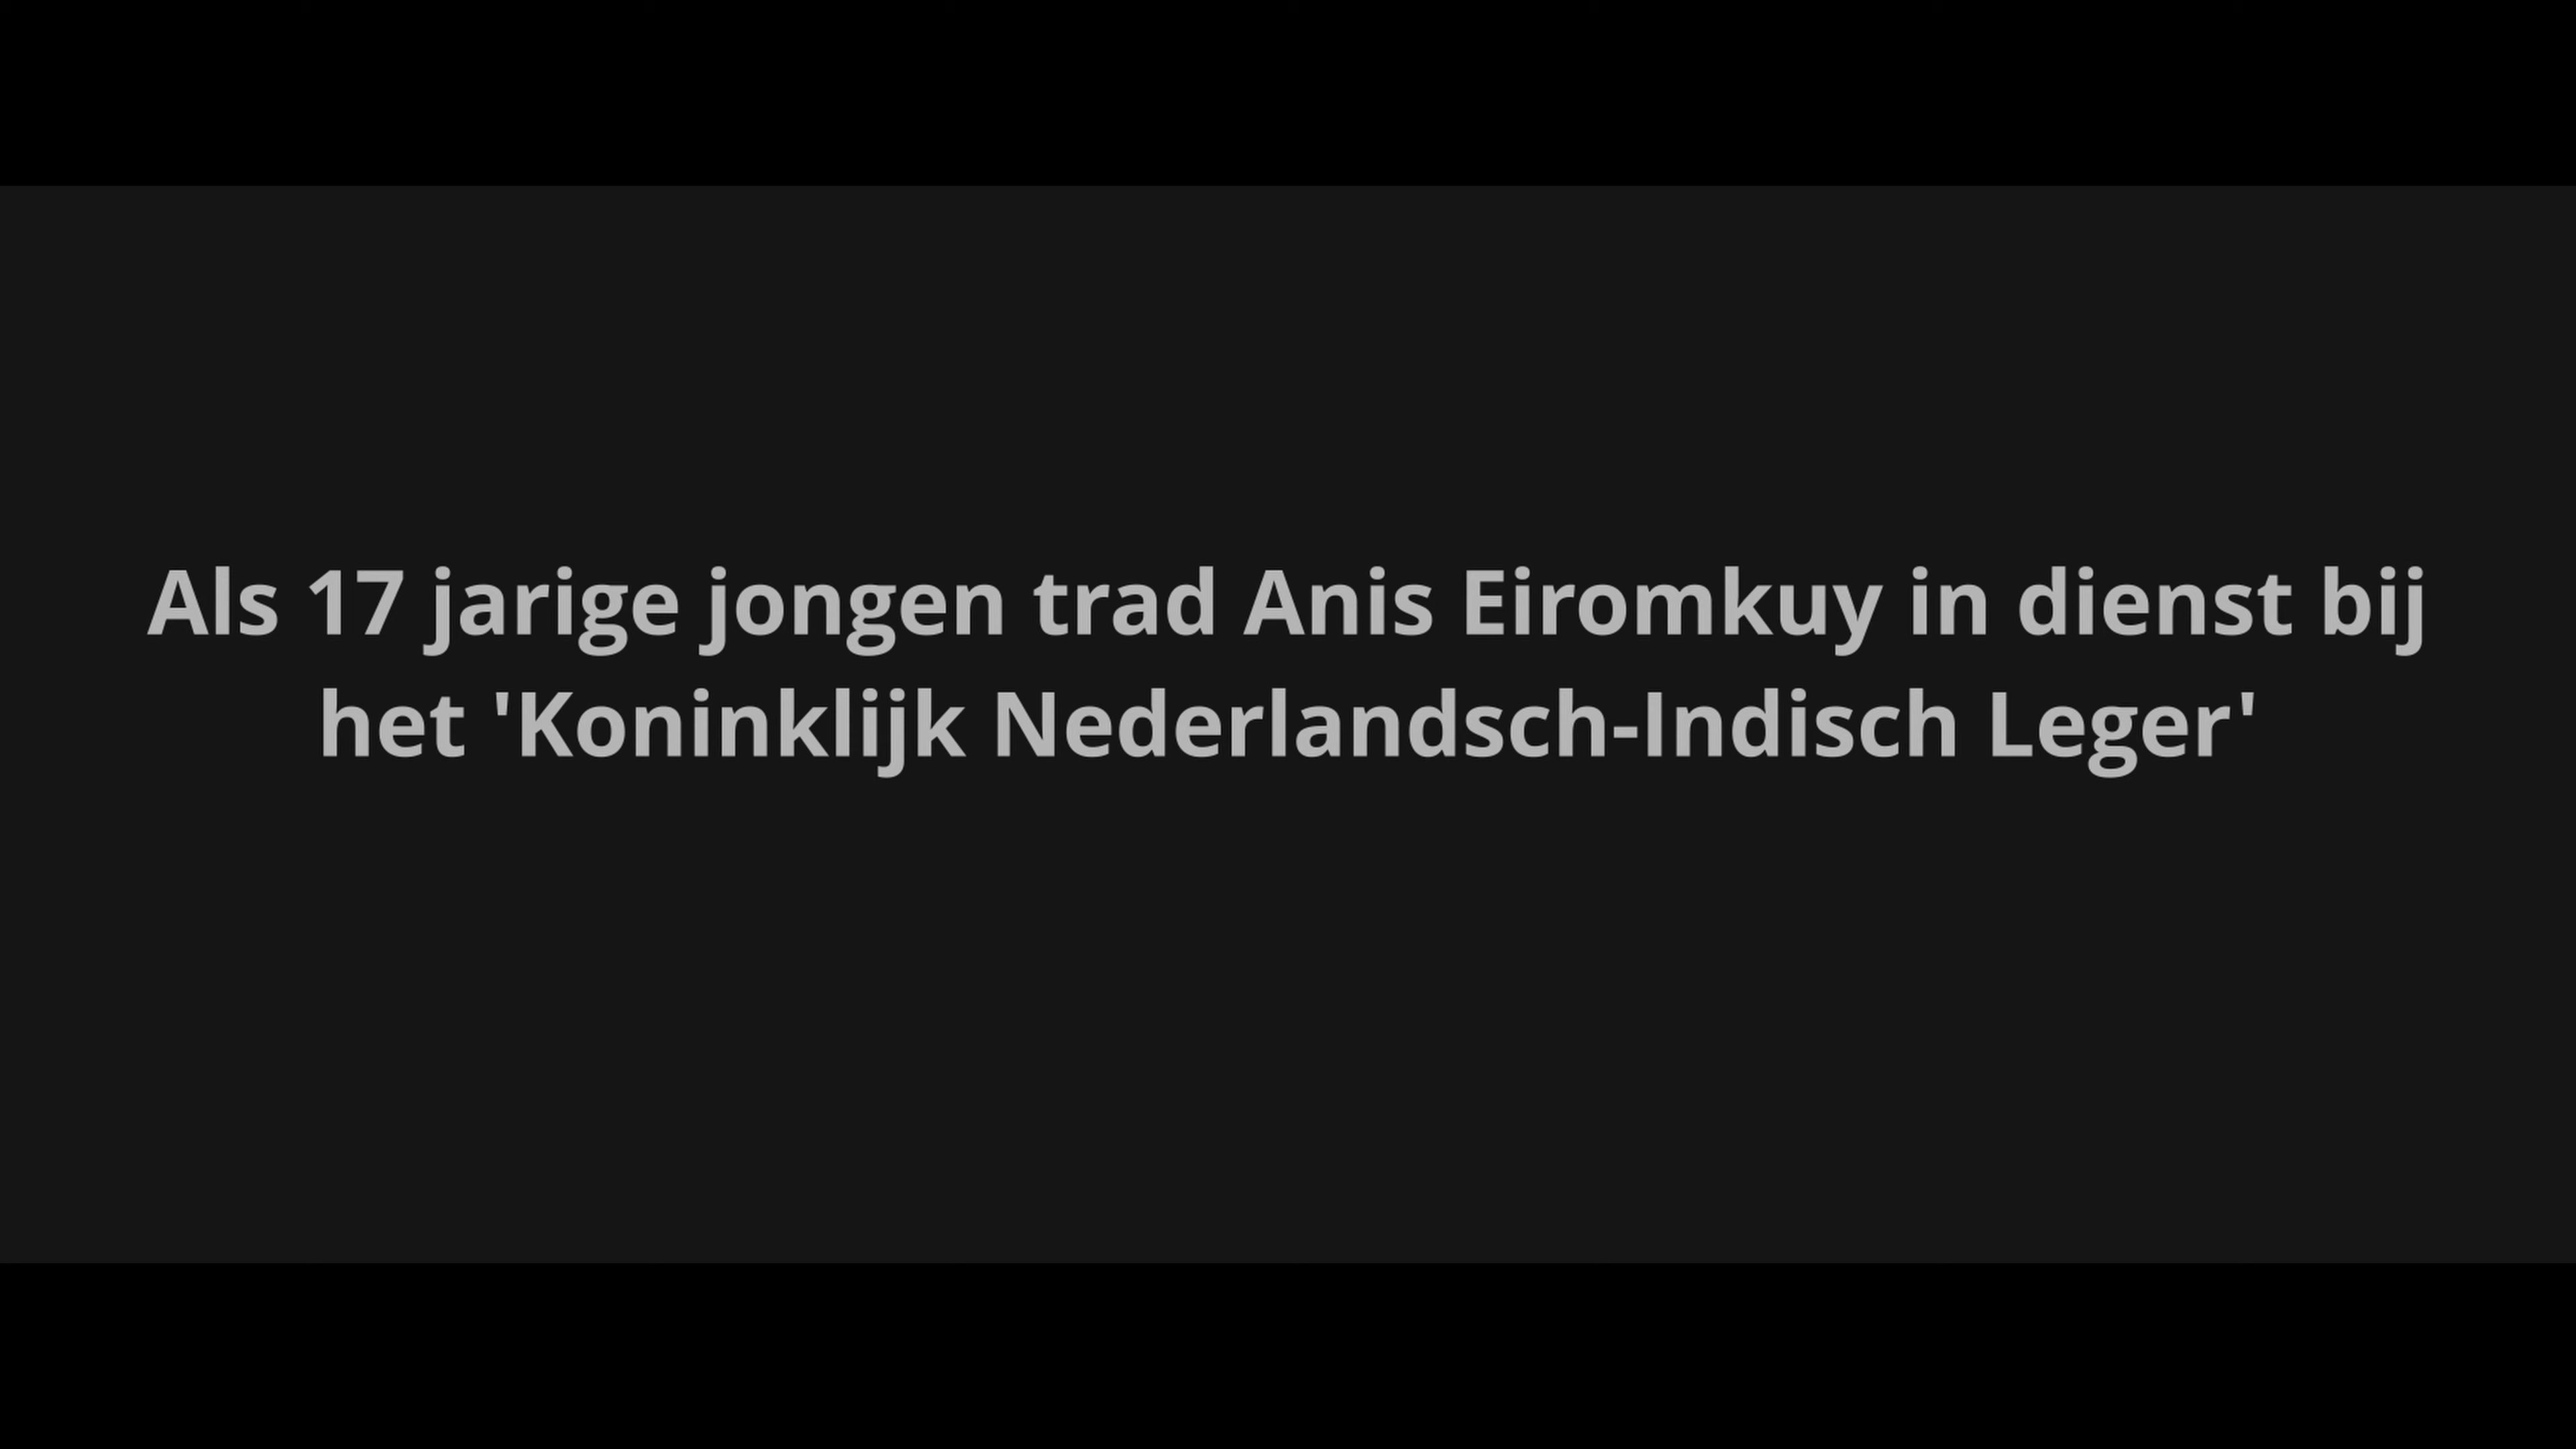 Als 17 jarige jongen trad Anis Eiromkuy in dienst bij
het 'Koninklijk Nederlandsch-Indisch Leger'